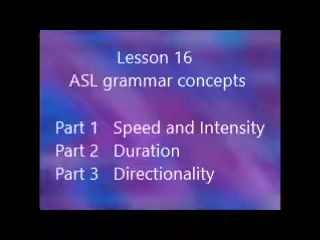 Lesson 16
ASL grammar concepts
Part 1 Speed and Intensity
Part 2 Duration
Part 3 Directionality